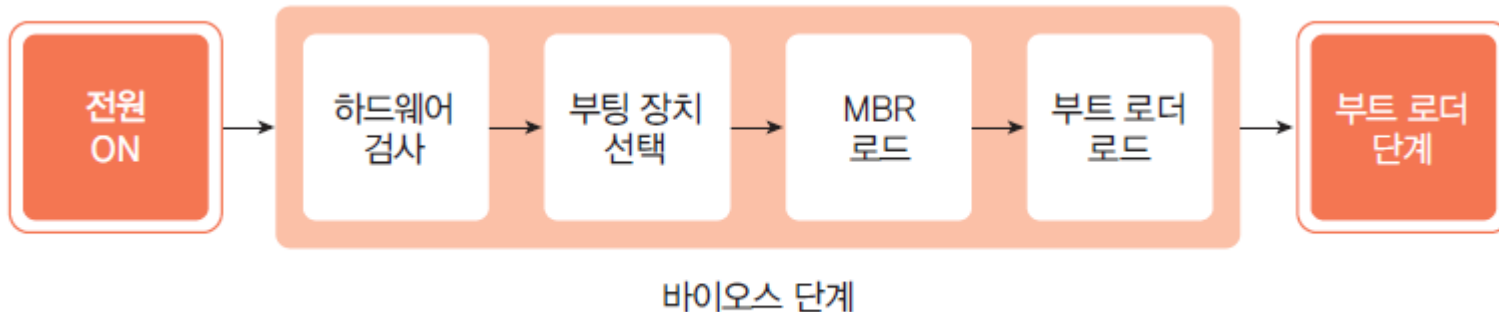 전원
ON
하드웨어
검사
부팅 장치
선택
MBR
로드
부트 로더
로드
부트 로더
단계
바이오스 단계